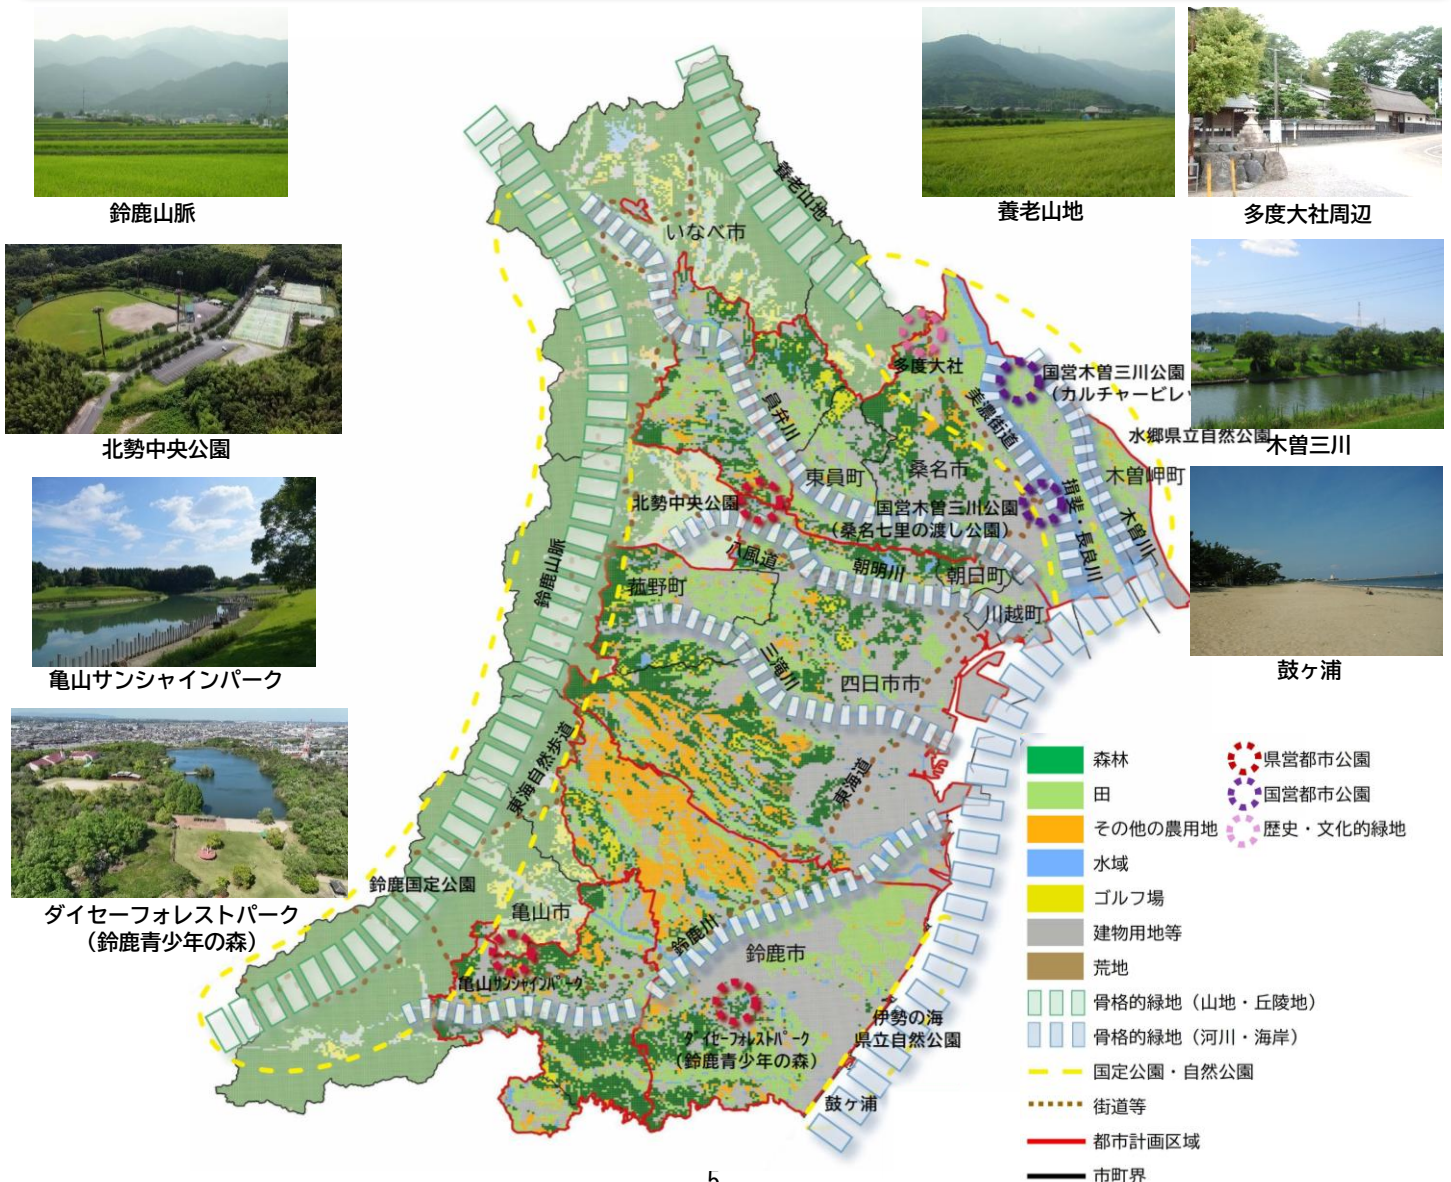 鈴鹿山脈
養老山地
多度大社周辺
北勢中央公園
木曽三川
亀山サンシャインパーク
鼓ヶ浦
ダイセーフォレストパーク
（鈴鹿青少年の森）
養老山地
いなべ市
多度大社
国営木曽三川公園
（カルチャービレッ
美濃街道
水郷県立自然公園
員弁川
東員町
桑名市
木曽岬町
北勢中央公園
国営木曽三川公園
（桑名七里の渡し公園）
揖斐・長良川
木曽川
八風道
朝明川
朝日町
鈴鹿山脈
菰野町
川越町
三滝川
四日市市
東海自然歩道
東海道
鈴鹿国定公園
亀山市
鈴鹿川
鈴鹿市
亀山サンシャインパーク
ダイセーフォレストパーク
（鈴鹿青少年の森）
伊勢の海
県立自然公園
鼓ヶ浦
森林
田
その他の農用地
水域
ゴルフ場
建物用地等
荒地
骨格的緑地（山地・丘陵地）
骨格的緑地（河川・海岸）
国定公園・自然公園
街道等
都市計画区域
市町界
県営都市公園
国営都市公園
歴史・文化的緑地
5